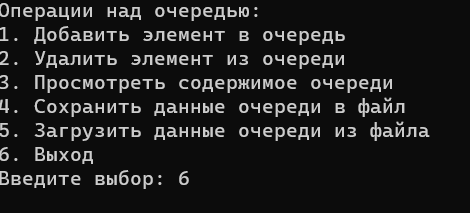 Операции над очередью:
1. Добавить элемент в очередь
2. Удалить элемент из очереди
3. Просмотреть содержимое очереди
4. Сохранить данные очереди в файл
5. Загрузить данные очереди из файла
6. Выход
Введите выбор: 6